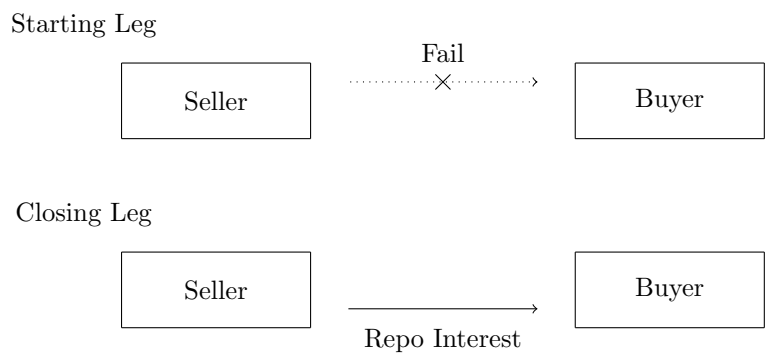 Starting Leg
Fail
Seller
Buyer
Closing Leg
Seller
Buyer
Repo Interest